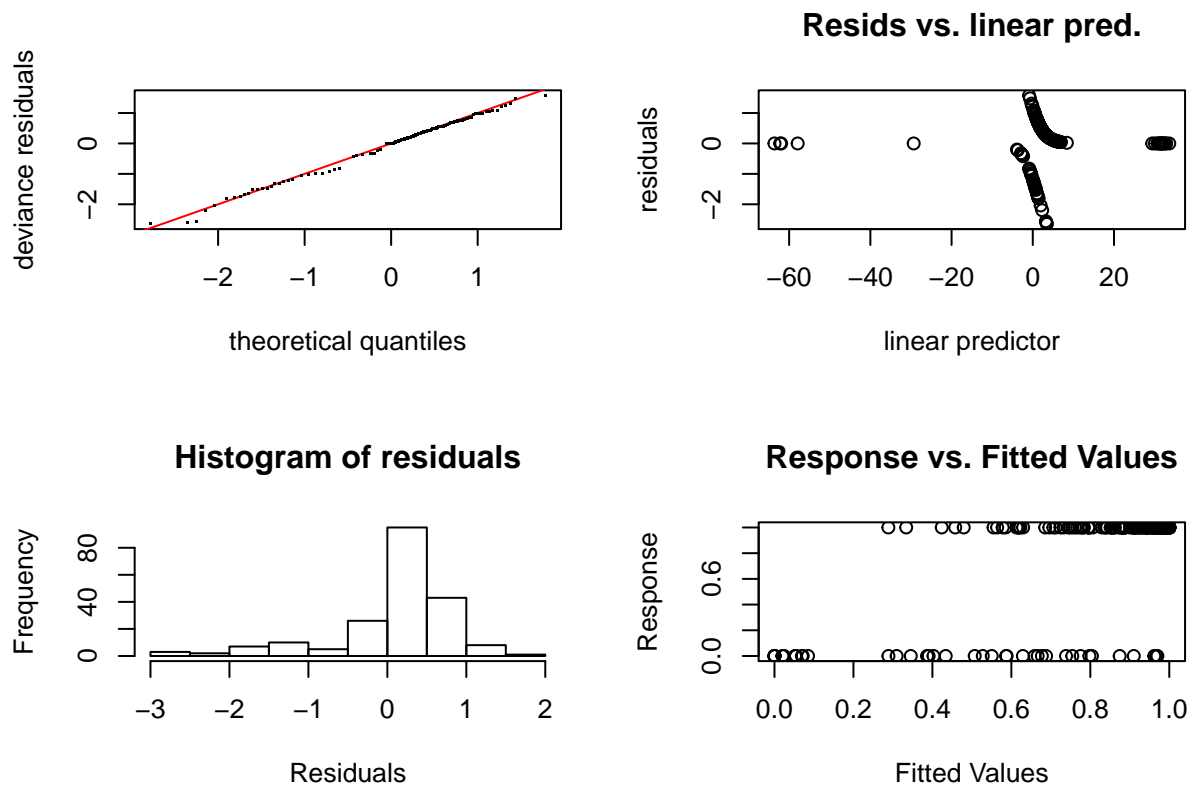 deviance residuals
0
−2
−2 −1 0 1
theoretical quantiles
Resids vs. linear pred.
residuals
0
−2
−60 −40 −20 0 20
linear predictor
Histogram of residuals
Frequency
80
40
0
−3 −2 −1 0 1 2
Residuals
Response vs. Fitted Values
Response
0.6
0.0
0.0 0.2 0.4 0.6 0.8 1.0
Fitted Values